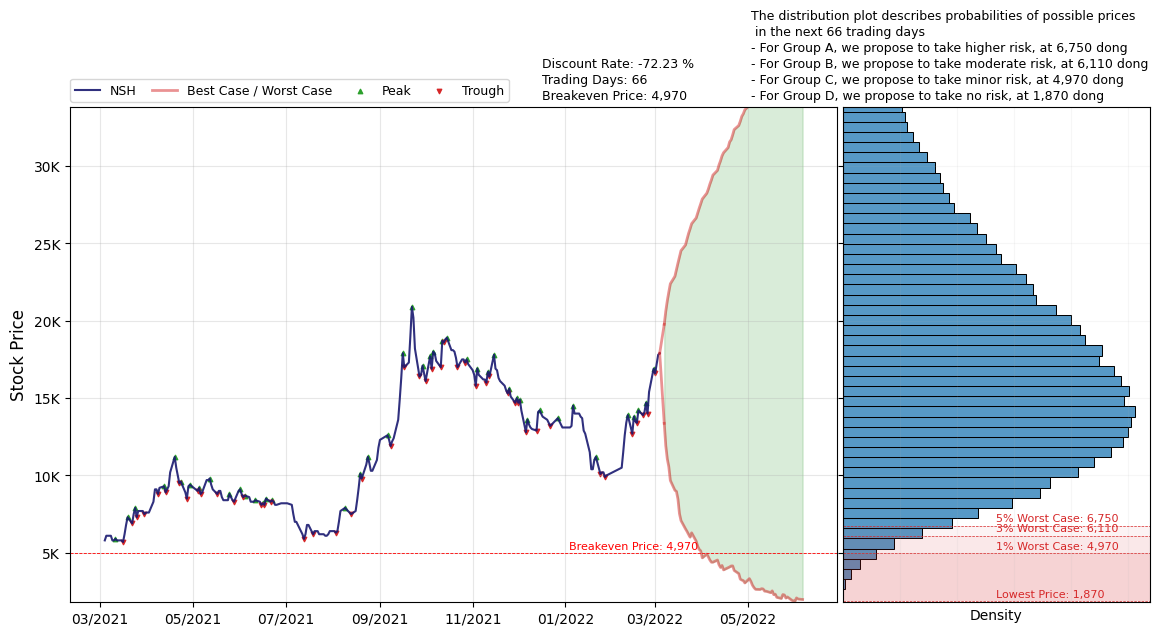 The distribution plot describes probabilities of possible prices
in the next 66 trading days
- For Group A, we propose to take higher risk, at 6,750 dong
- For Group B, we propose to take moderate risk, at 6,110 dong
- For Group C, we propose to take minor risk, at 4,970 dong
- For Group D, we propose to take no risk, at 1,870 dong
Discount Rate: -72.23 %
Trading Days: 66
Breakeven Price: 4,970
NSH Best Case / Worst Case Peak Trough
Stock Price
30K
25K
20K
15K
10K
5K
Breakeven Price: 4,970
03/2021 05/2021 07/2021 09/2021 11/2021 01/2022 03/2022 05/2022
5% Worst Case: 6,750
3% Worst Case: 6,110
1% Worst Case: 4,970
Lowest Price: 1,870
Density